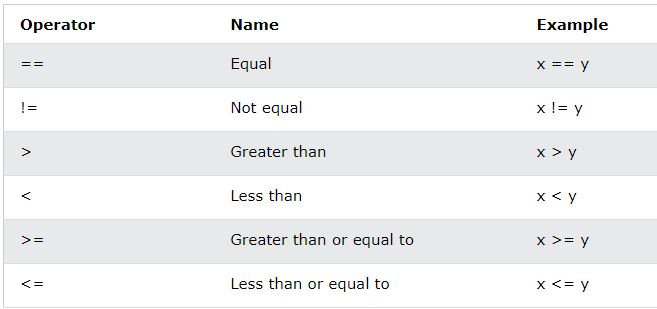 Operator Name Example
== Equal x == y
!= Not equal x != y
> Greater than x > y
< Less than x < y
>= Greater than or equal to x >= y
<= Less than or equal to x <= y